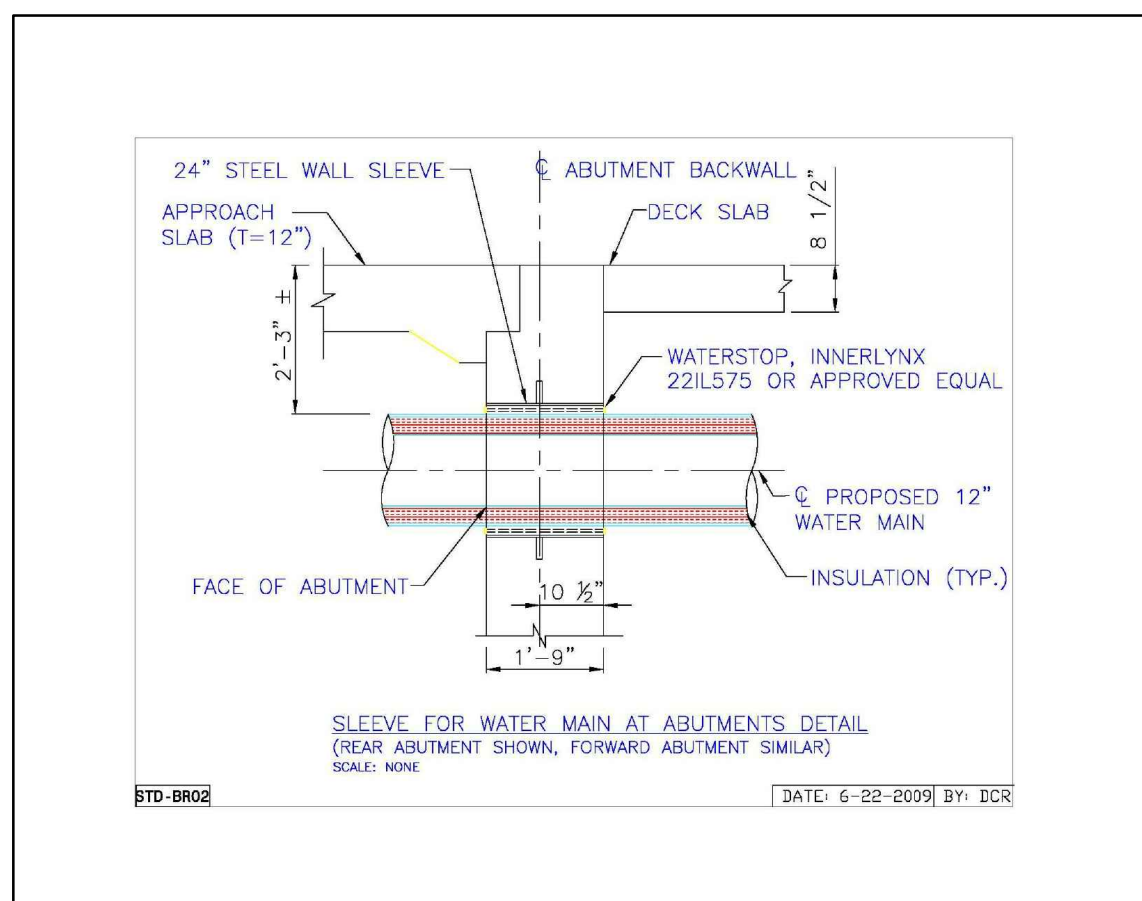 24" STEEL WALL SLEEVE
℄ ABUTMENT BACKWALL
APPROACH
SLAB (T=12")
DECK SLAB
8 1/2"
2'-3" ±
WATERSTOP, INNERLYNX
22IL575 OR APPROVED EQUAL
℄ PROPOSED 12"
WATER MAIN
FACE OF ABUTMENT
INSULATION (TYP.)
10 ½"
1'-9"
SLEEVE FOR WATER MAIN AT ABUTMENTS DETAIL
(REAR ABUTMENT SHOWN, FORWARD ABUTMENT SIMILAR)
SCALE: NONE
STD-BR02
DATE: 6-22-2009 BY: DCR